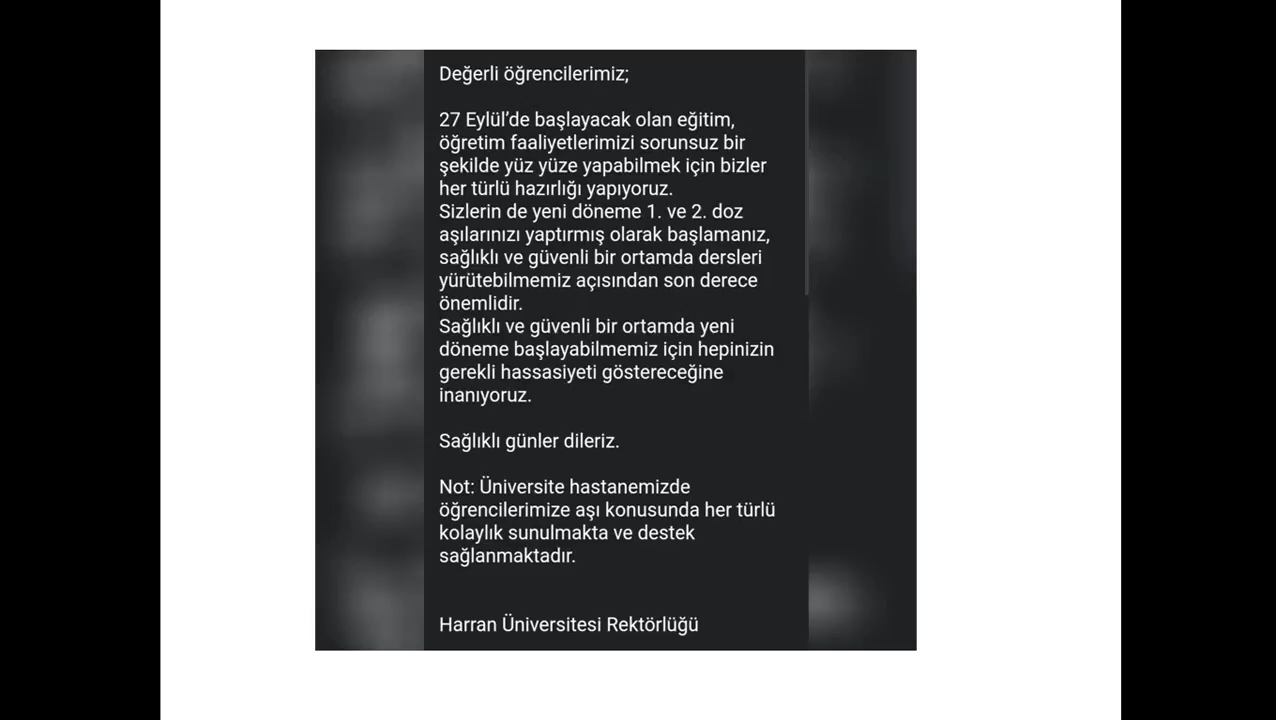 Değerli öğrencilerimiz;
27 Eylül’de başlayacak olan eğitim,
öğretim faaliyetlerimizi sorunsuz bir
şekilde yüz yüze yapabilmek için bizler
her türlü hazırlığı yapıyoruz.
Sizlerin de yeni döneme 1. ve 2. doz
aşılarınızı yaptırmış olarak başlamanız,
sağlıklı ve güvenli bir ortamda dersleri
yürütebilmemiz açısından son derece
önemlidir.
Sağlıklı ve güvenli bir ortamda yeni
döneme başlayabilmemiz için hepinizin
gerekli hassasiyeti göstereceğine
inanıyoruz.
Sağlıklı günler dileriz.
Not: Üniversite hastanemizde
öğrencilerimize aşı konusunda her türlü
kolaylık sunulmakta ve destek
sağlanmaktadır.
Harran Üniversitesi Rektörlüğü